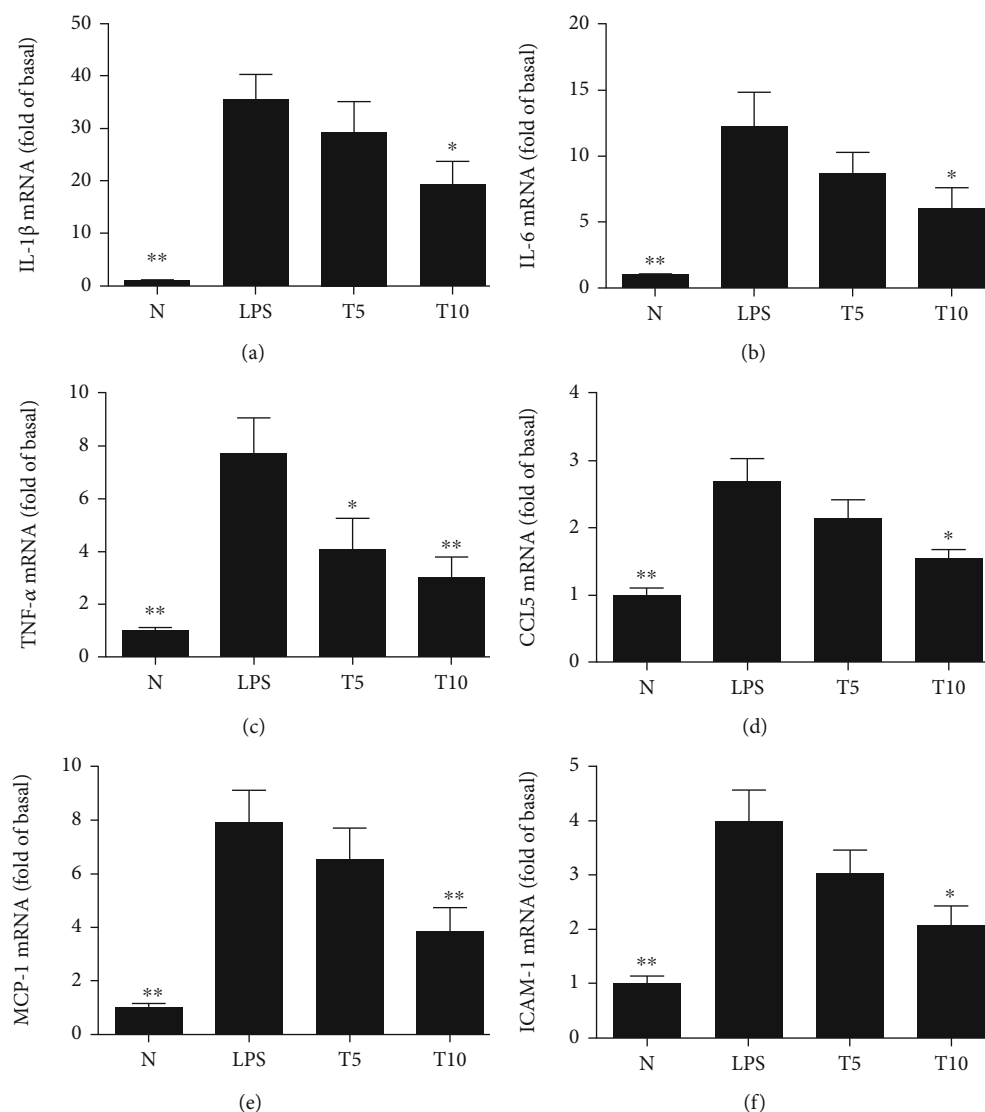 IL-1β mRNA (fold of basal)
50
40
30
20
10
0
**
*
N LPS T5 T10
(a)
IL-6 mRNA (fold of basal)
20
15
10
5
0
**
*
N LPS T5 T10
(b)
TNF-α mRNA (fold of basal)
10
8
6
4
2
0
**
*
**
N LPS T5 T10
(c)
CCL5 mRNA (fold of basal)
4
3
2
1
0
**
*
N LPS T5 T10
(d)
MCP-1 mRNA (fold of basal)
10
8
6
4
2
0
**
**
N LPS T5 T10
(e)
ICAM-1 mRNA (fold of basal)
5
4
3
2
1
0
**
*
N LPS T5 T10
(f)